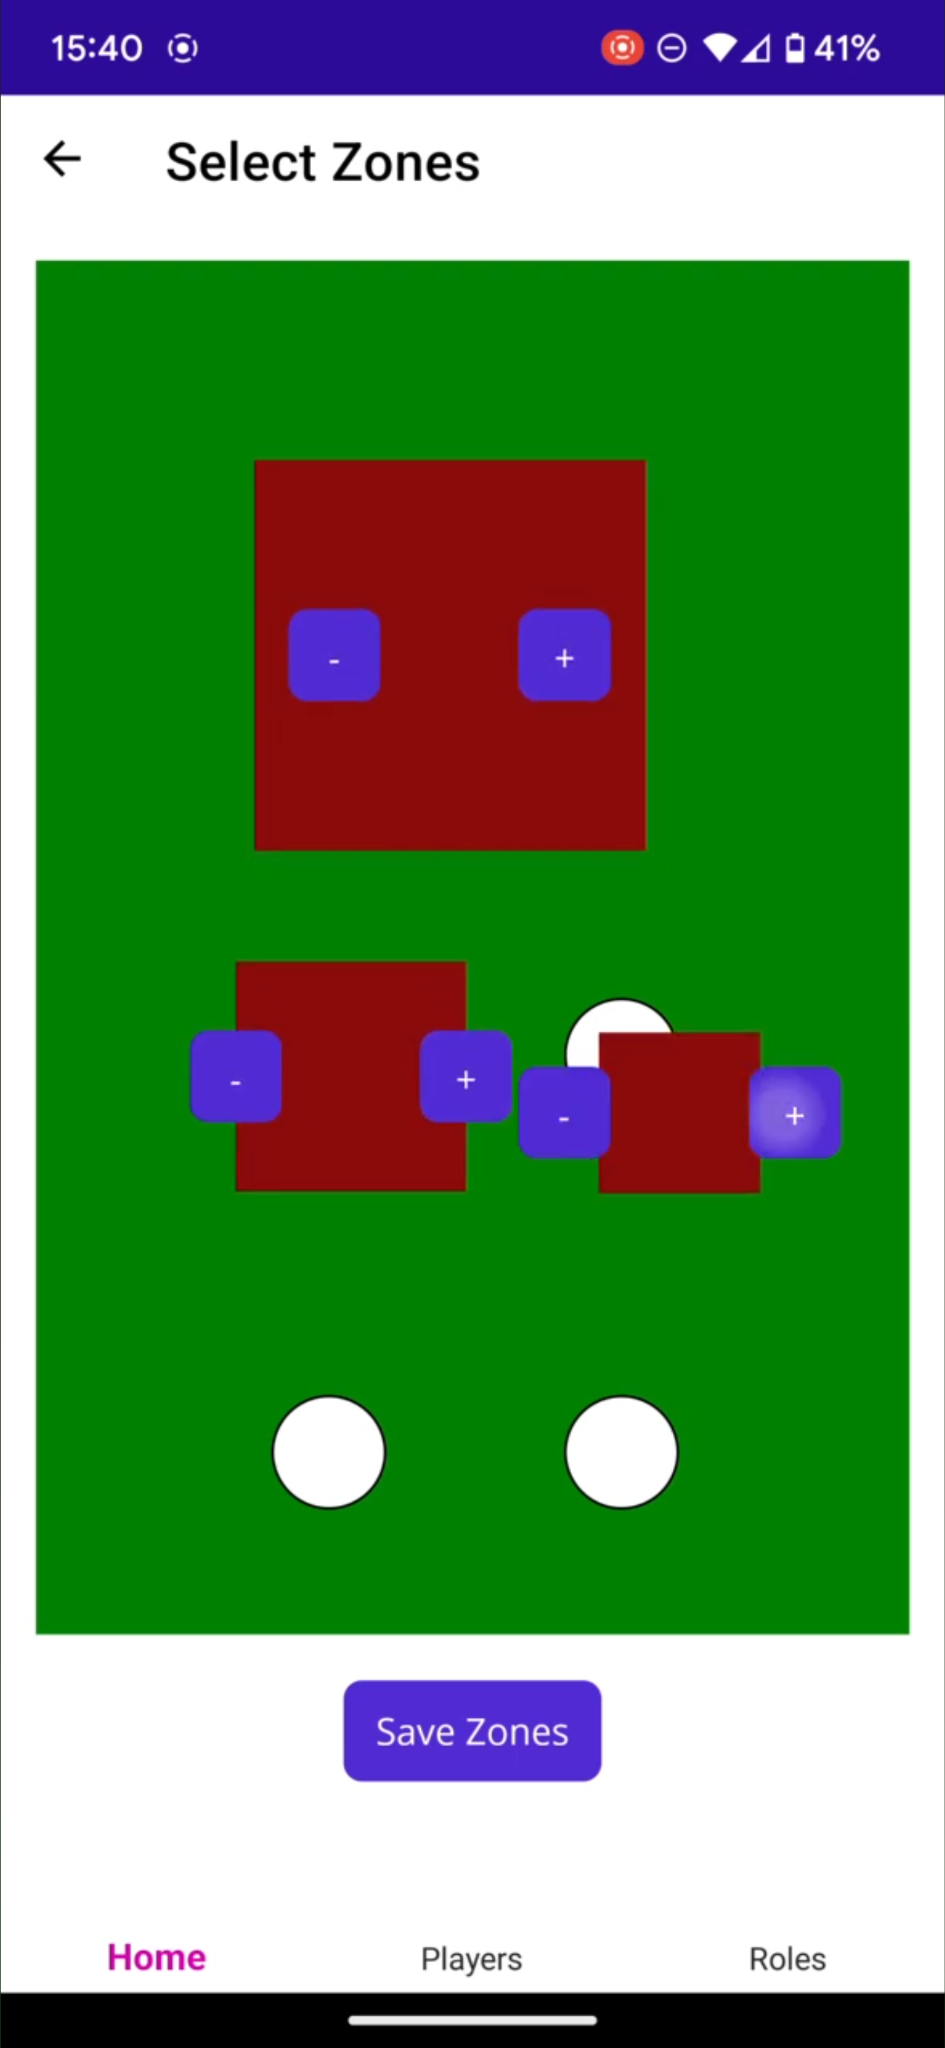 15:40 41%
Select Zones
- +
- +
- +
Save Zones
Home Players Roles